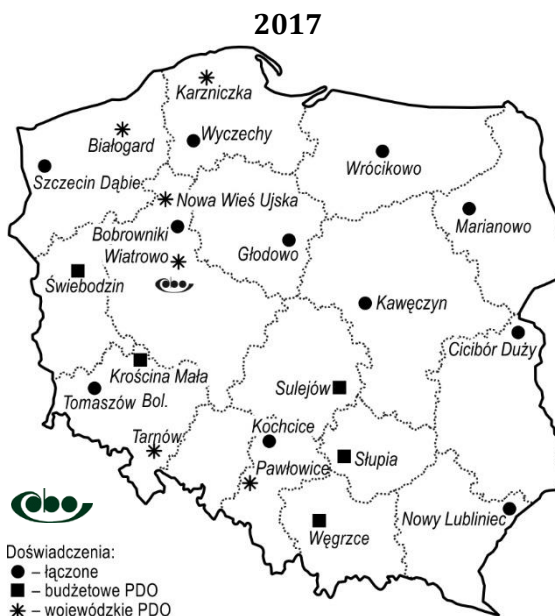 2017
Karzniczka
Białogard
Wyczechy
Wrócikowo
Szczecin Dąbie
Nowa Wieś Ujska
Marianowo
Bobrowniki
Głodowo
Wiatrowo
Świebodzin
Kawęczyn
Cicibór Duży
Krościna Mała
Sulejów
Tomaszów Bol.
Kochcice
Tarnów
Słupia
Pawłowice
Nowy Lubliniec
Węgrzce
Doświadczenia:
– łączone
– budżetowe PDO
– wojewódzkie PDO